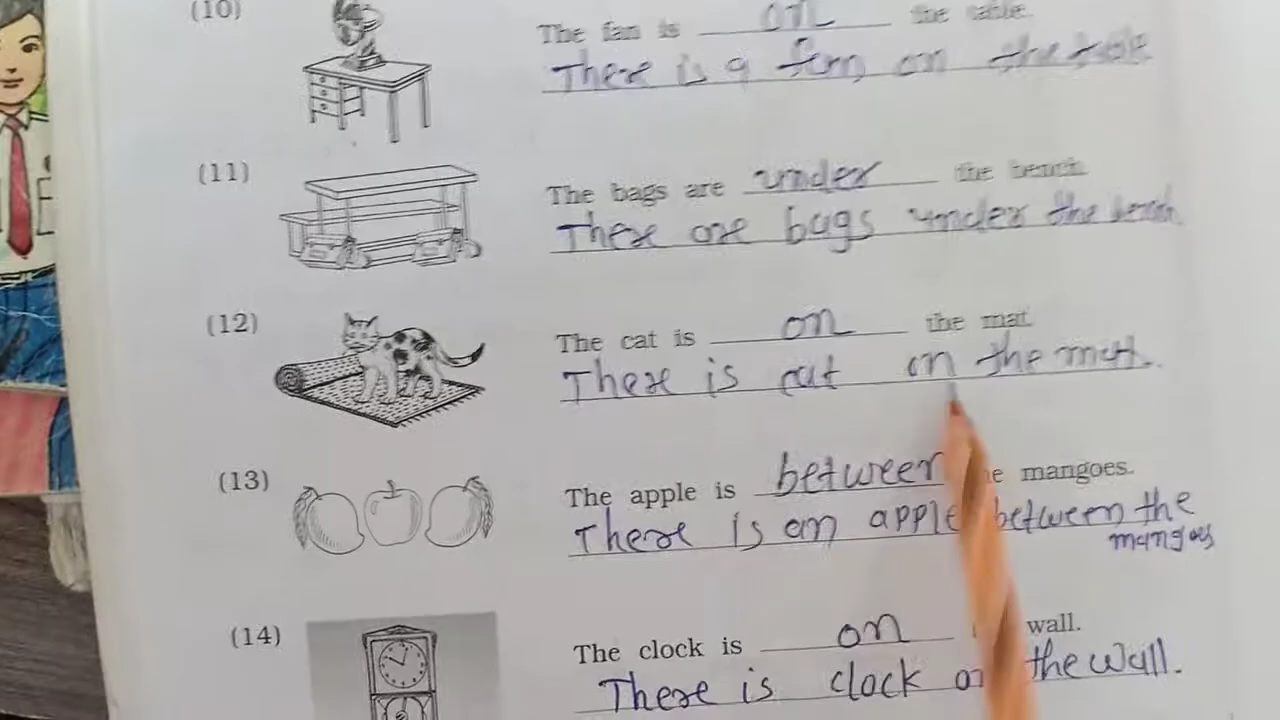 (10)
The fan is on the table.
There is a fan on the table
(11)
The bags are under the bench.
There are bags under the bench.
(12)
The cat is on the mat.
There is cat on the matt.
(13)
The apple is between mangoes.
There is an apple between the
mangoes
(14)
The clock is on wall.
There is clock on the wall.